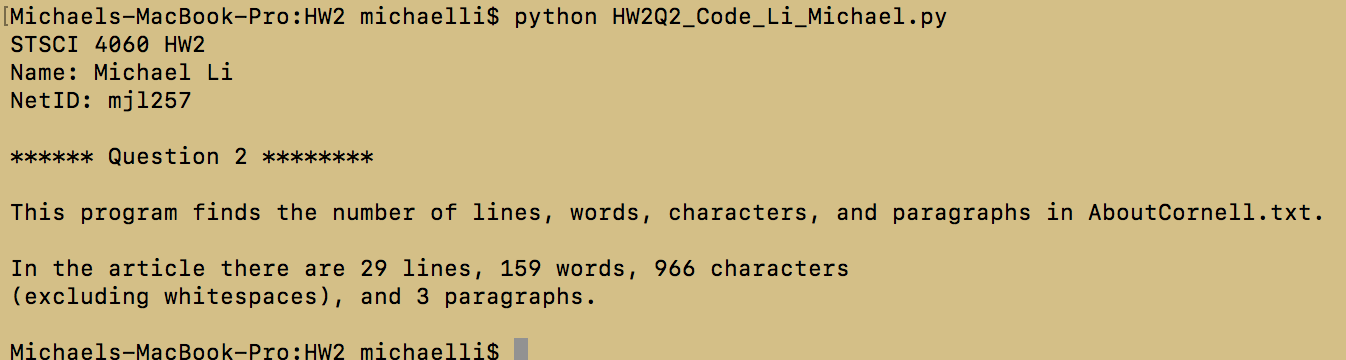 [Michaels-MacBook-Pro:HW2 michaelli$ python HW2Q2_Code_Li_Michael.py
STSCI 4060 HW2
Name: Michael Li
NetID: mjl257
****** Question 2 ********
This program finds the number of lines, words, characters, and paragraphs in AboutCornell.txt.
In the article there are 29 lines, 159 words, 966 characters
(excluding whitespaces), and 3 paragraphs.
Michaels-MacBook-Pro:HW2 michaelli$